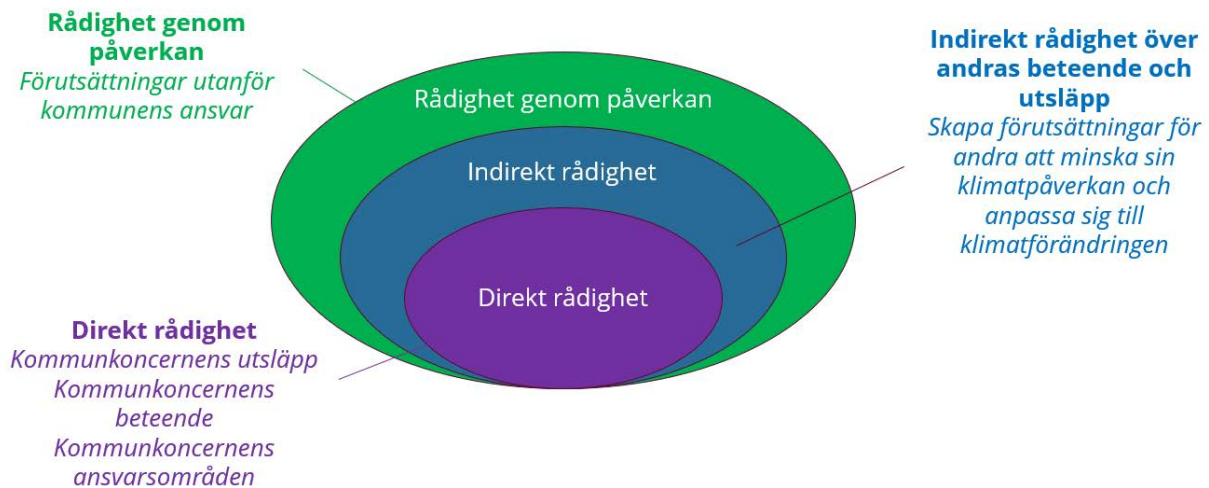 Rådighet genom
påverkan
Förutsättningar utanför
kommunens ansvar
Rådighet genom påverkan
Indirekt rådighet
Direkt rådighet
Indirekt rådighet över
andras beteende och
utsläpp
Skapa förutsättningar för
andra att minska sin
klimatpåverkan och
anpassa sig till
klimatförändringen
Direkt rådighet
Kommunkoncernens utsläpp
Kommunkoncernens
beteende
Kommunkoncernens
ansvarsområden